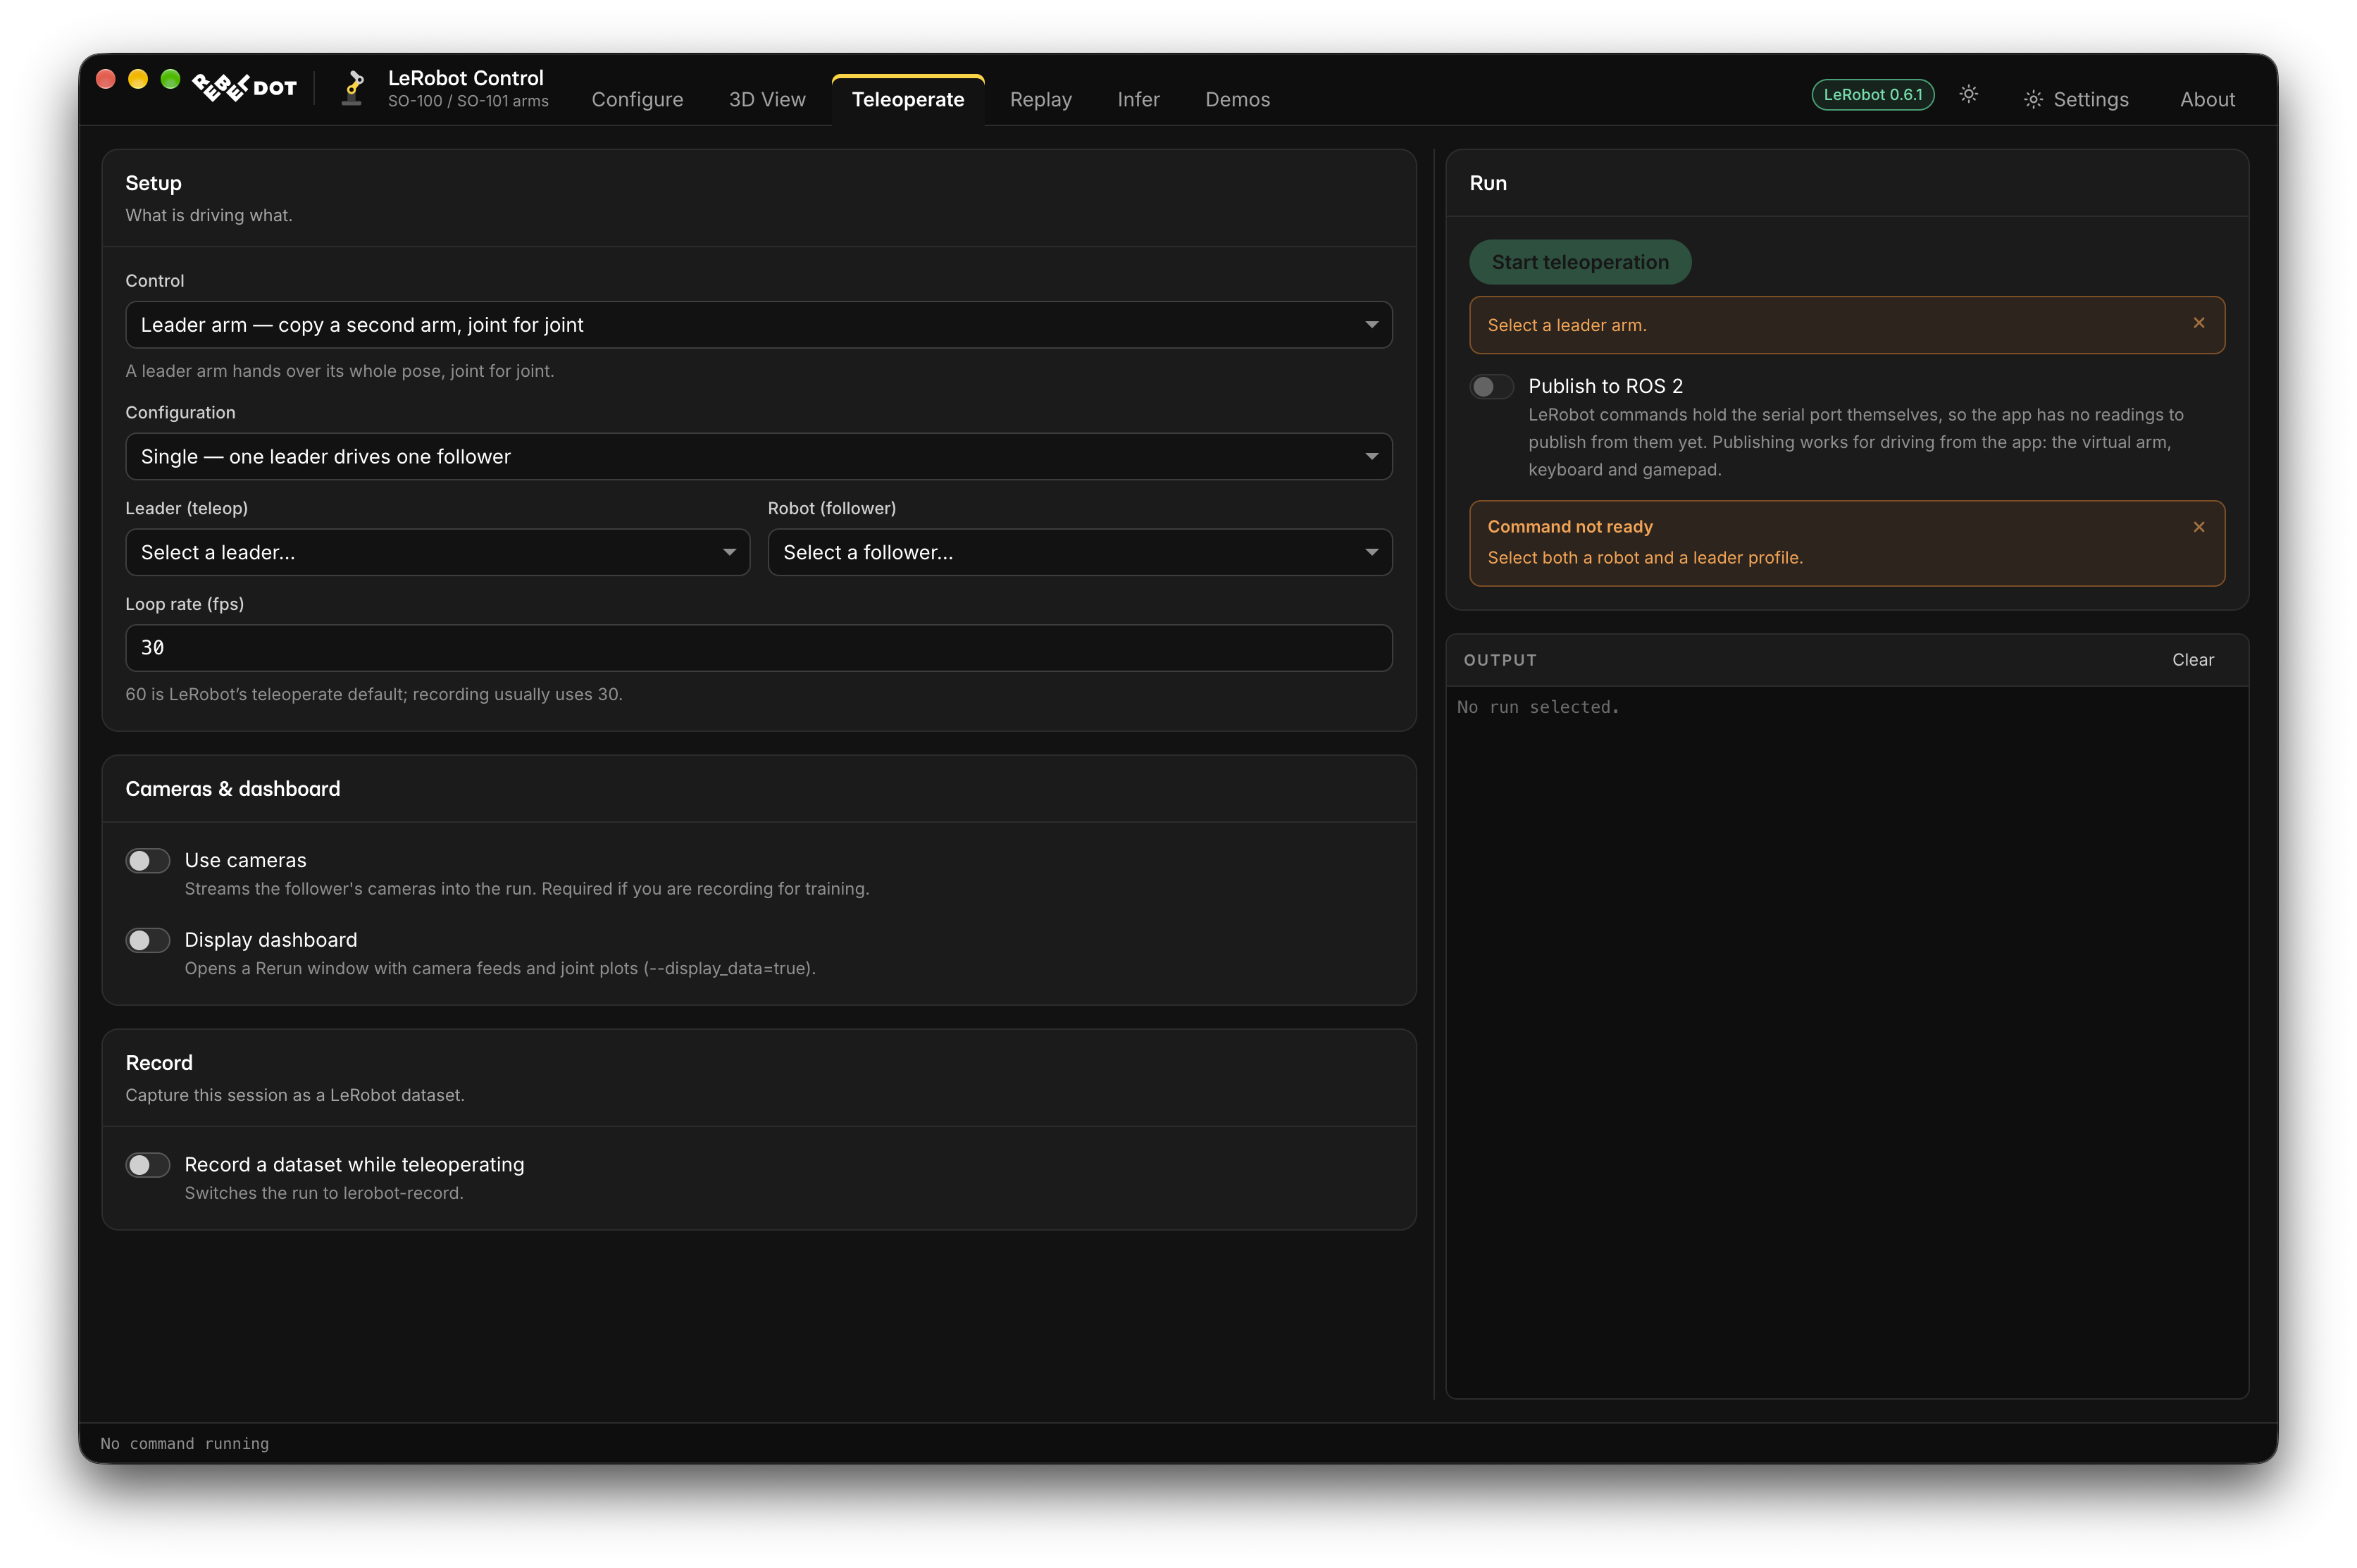 REBEL DOT
LeRobot Control
SO-100 / SO-101 arms
Configure
3D View
Teleoperate
Replay
Infer
Demos
LeRobot 0.6.1
Settings
About
Setup
What is driving what.
Control
Leader arm — copy a second arm, joint for joint
A leader arm hands over its whole pose, joint for joint.
Configuration
Single — one leader drives one follower
Leader (teleop)
Select a leader…
Robot (follower)
Select a follower…
Loop rate (fps)
30
60 is LeRobot’s teleoperate default; recording usually uses 30.
Cameras & dashboard
Use cameras
Streams the follower's cameras into the run. Required if you are recording for training.
Display dashboard
Opens a Rerun window with camera feeds and joint plots (--display_data=true).
Record
Capture this session as a LeRobot dataset.
Record a dataset while teleoperating
Switches the run to lerobot-record.
Run
Start teleoperation
Select a leader arm.
Publish to ROS 2
LeRobot commands hold the serial port themselves, so the app has no readings to
publish from them yet. Publishing works for driving from the app: the virtual arm,
keyboard and gamepad.
Command not ready
Select both a robot and a leader profile.
OUTPUT
Clear
No run selected.
No command running